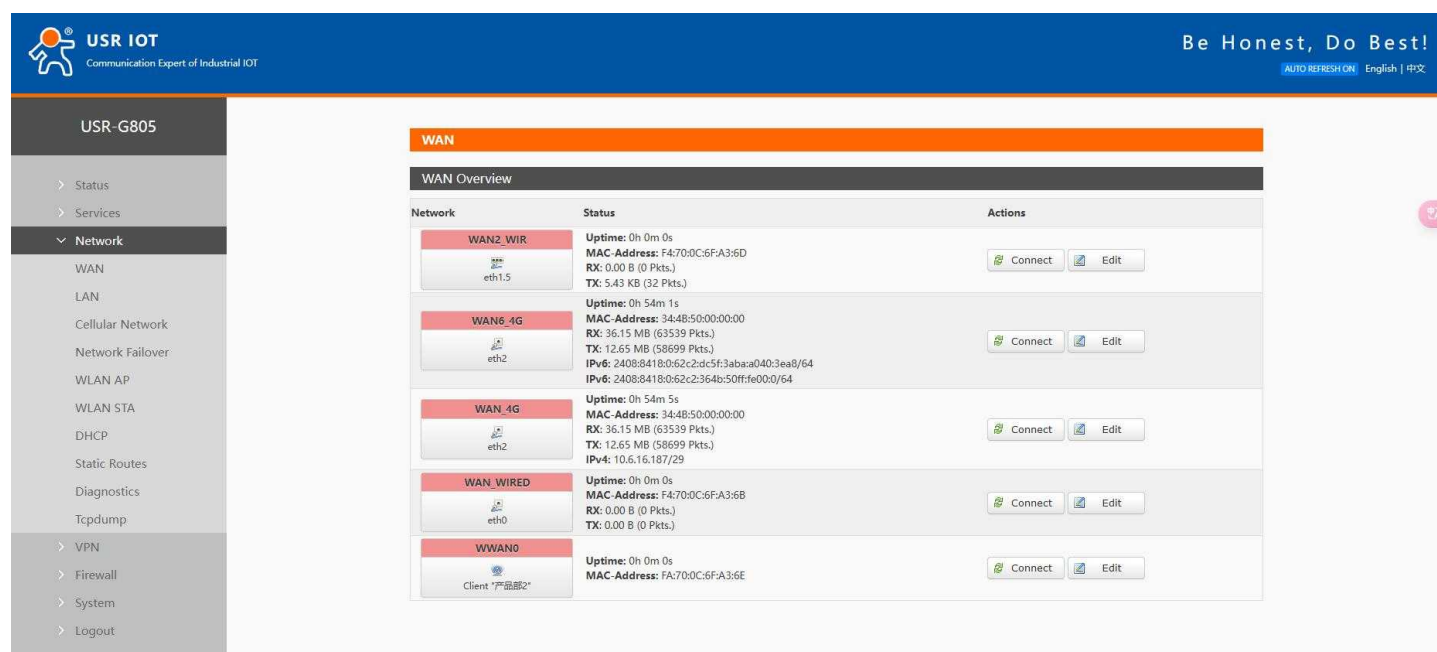 USR IOT
Communication Expert of Industrial IOT
Be Honest, Do Best!
AUTO REFRESH ON English | 中文
USR-G805
Status
Services
Network
WAN
LAN
Cellular Network
Network Failover
WLAN AP
WLAN STA
DHCP
Static Routes
Diagnostics
Tcpdump
VPN
Firewall
System
Logout
WAN
WAN Overview
Network Status Actions
WAN2_WIR
eth1.5
Uptime: 0h 0m 0s
MAC-Address: F4:70:0C:6F:A3:6D
RX: 0.00 B (0 Pkts.)
TX: 5.43 KB (32 Pkts.)
Connect Edit
WAN6_4G
eth2
Uptime: 0h 54m 1s
MAC-Address: 34:4B:50:00:00:00
RX: 36.15 MB (63539 Pkts.)
TX: 12.65 MB (58699 Pkts.)
IPv6: 2408:8418:0:62c2:dc5f:3aba:a040:3ea8/64
IPv6: 2408:8418:0:62c2:364b:50ff:fe00:0/64
Connect Edit
WAN_4G
eth2
Uptime: 0h 54m 5s
MAC-Address: 34:4B:50:00:00:00
RX: 36.15 MB (63539 Pkts.)
TX: 12.65 MB (58699 Pkts.)
IPv4: 10.6.16.187/29
Connect Edit
WAN_WIRED
eth0
Uptime: 0h 0m 0s
MAC-Address: F4:70:0C:6F:A3:6B
RX: 0.00 B (0 Pkts.)
TX: 0.00 B (0 Pkts.)
Connect Edit
WWAN0
Client "产品部2"
Uptime: 0h 0m 0s
MAC-Address: FA:70:0C:6F:A3:6E
Connect Edit